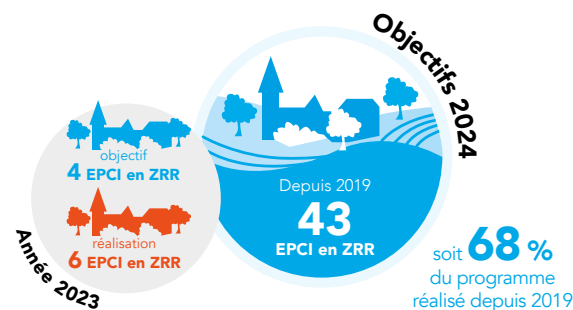 Objectifs 2024
objectif
4 EPCI en ZRR
réalisation
6 EPCI en ZRR
Année 2023
Depuis 2019
43
EPCI en ZRR
soit 68 %
du programme
réalisé depuis 2019